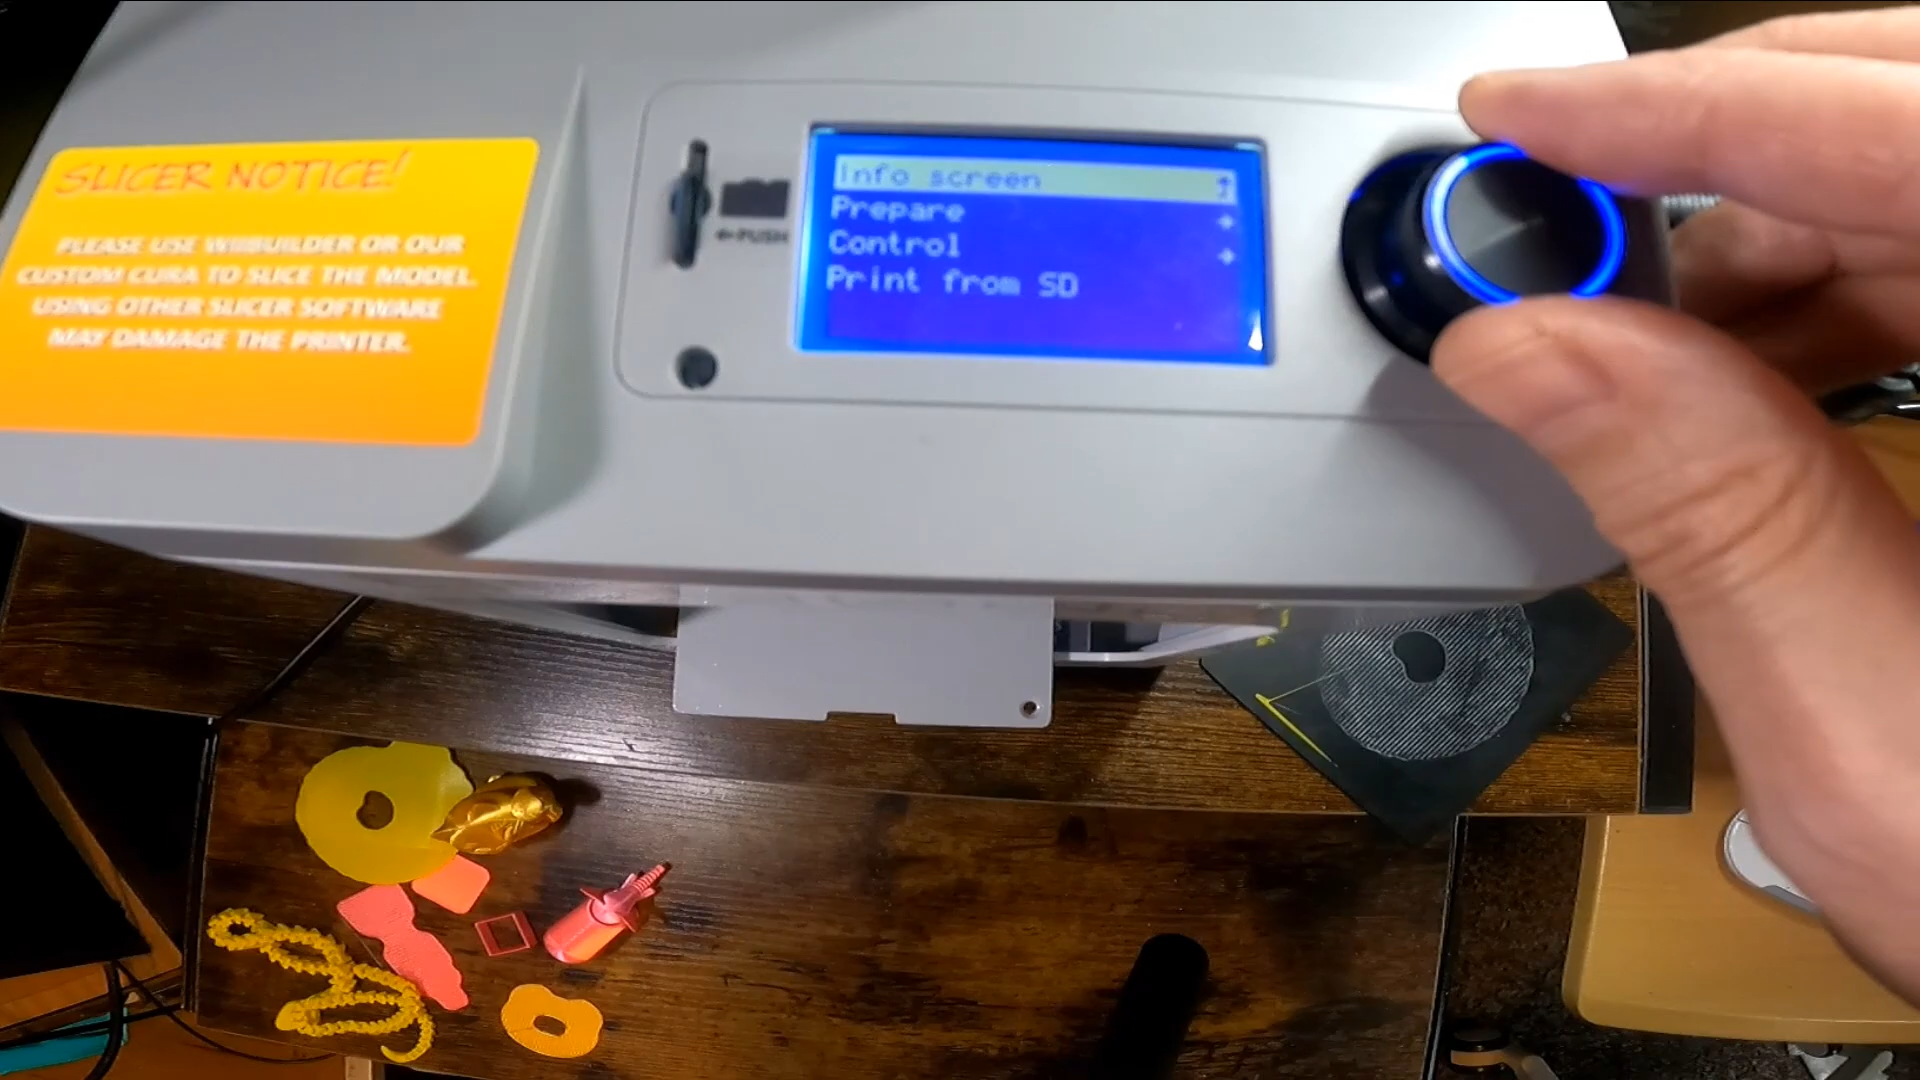 SLICER NOTICE!
PLEASE USE WIIBUILDER OR OUR
CUSTOM CURA TO SLICE THE MODEL.
USING OTHER SLICER SOFTWARE
MAY DAMAGE THE PRINTER.
←PUSH
Info screen
Prepare
Control
Print from SD